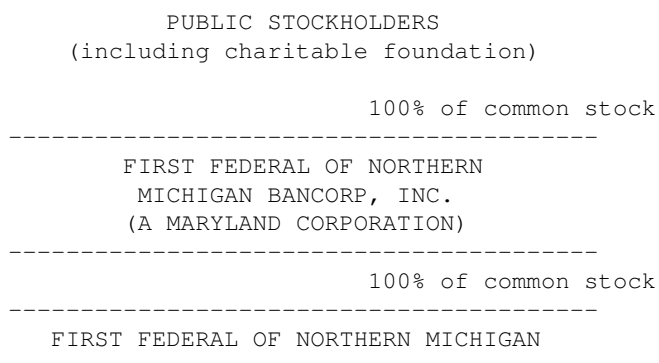 PUBLIC STOCKHOLDERS
(including charitable foundation)
100% of common stock
-----------------------------------------
FIRST FEDERAL OF NORTHERN
MICHIGAN BANCORP, INC.
(A MARYLAND CORPORATION)
-----------------------------------------
100% of common stock
-----------------------------------------
FIRST FEDERAL OF NORTHERN MICHIGAN